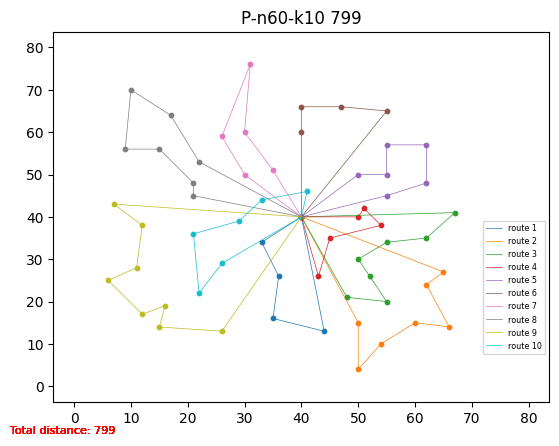 P-n60-k10 799
80
70
60
50
40
30
20
10
0
0 10 20 30 40 50 60 70 80
route 1
route 2
route 3
route 4
route 5
route 6
route 7
route 8
route 9
route 10
Total distance: 799